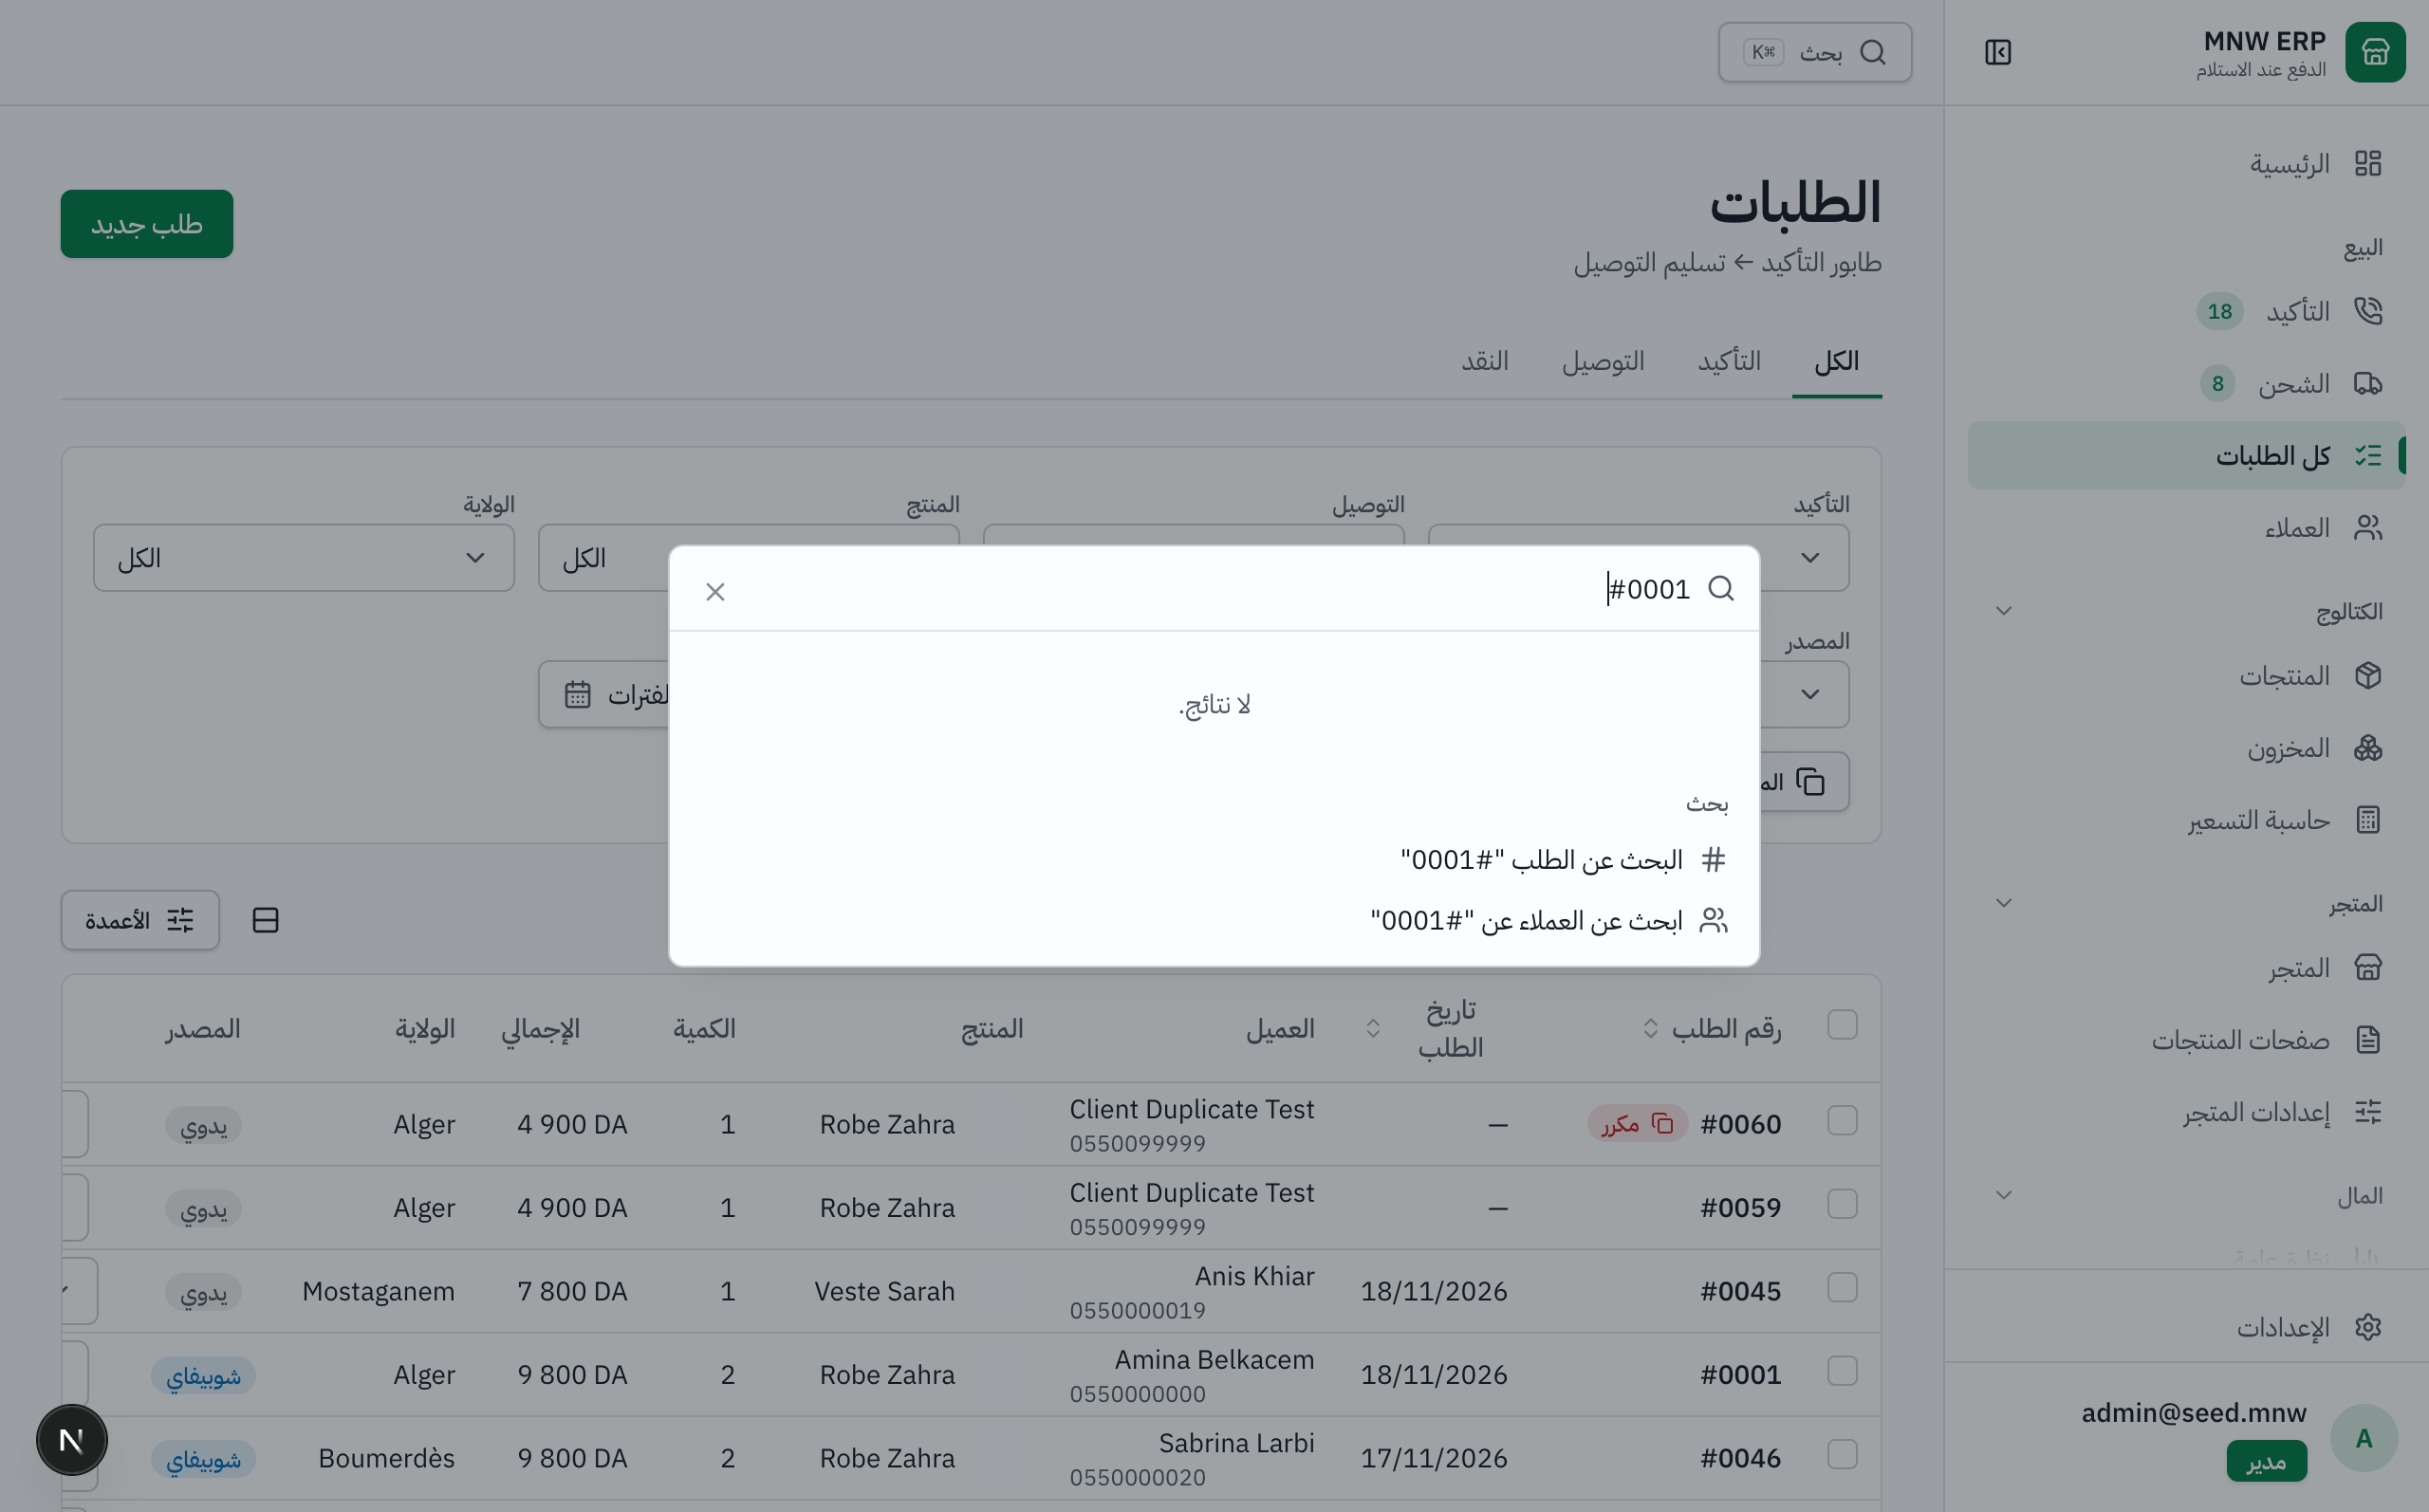 MNW ERP
الدفع عند الاستلام
بحث
⌘K
الرئيسية
البيع
التأكيد
18
الشحن
8
كل الطلبات
العملاء
الكتالوج
المنتجات
المخزون
حاسبة التسعير
المتجر
المتجر
صفحات المنتجات
إعدادات المتجر
المال
الإعدادات
admin@seed.mnw
مدير
A
الطلبات
طابور التأكيد ← تسليم التوصيل
طلب جديد
الكل
التأكيد
التوصيل
النقد
التأكيد
التوصيل
المنتج
الولاية
الكل
الكل
المصدر
#0001
لا نتائج.
بحث
البحث عن الطلب "#0001"
ابحث عن العملاء عن "#0001"
الأعمدة
رقم الطلب
تاريخ الطلب
العميل
المنتج
الكمية
الإجمالي
الولاية
المصدر
#0060
مكرر
—
Client Duplicate Test
0550099999
Robe Zahra
1
4 900 DA
Alger
يدوي
#0059
—
Client Duplicate Test
0550099999
Robe Zahra
1
4 900 DA
Alger
يدوي
#0045
18/11/2026
Anis Khiar
0550000019
Veste Sarah
1
7 800 DA
Mostaganem
يدوي
#0001
18/11/2026
Amina Belkacem
0550000000
Robe Zahra
2
9 800 DA
Alger
شوبيفاي
#0046
17/11/2026
Sabrina Larbi
0550000020
Robe Zahra
2
9 800 DA
Boumerdès
شوبيفاي
N